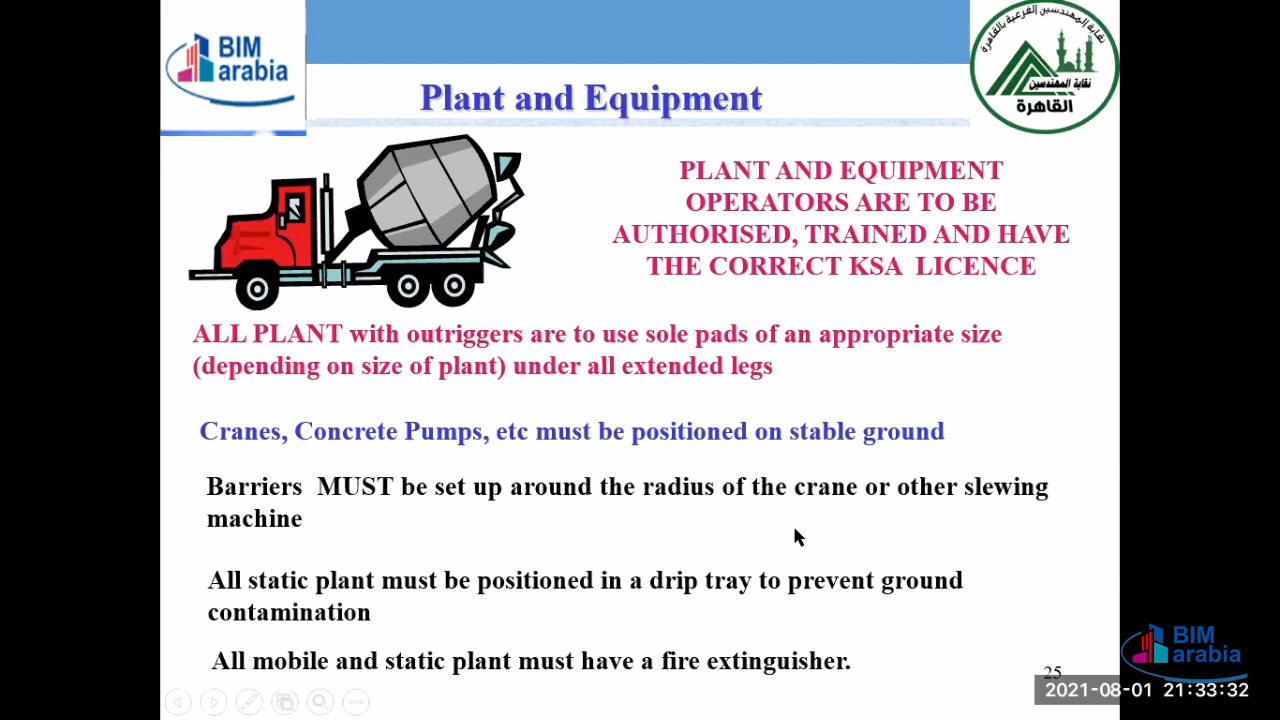 BIM
arabia
نقابة المهندسين الفرعية بالقاهرة
نقابة المهندسين
القاهرة
Plant and Equipment
PLANT AND EQUIPMENT
OPERATORS ARE TO BE
AUTHORISED, TRAINED AND HAVE
THE CORRECT KSA LICENCE
ALL PLANT with outriggers are to use sole pads of an appropriate size
(depending on size of plant) under all extended legs
Cranes, Concrete Pumps, etc must be positioned on stable ground
Barriers MUST be set up around the radius of the crane or other slewing
machine
All static plant must be positioned in a drip tray to prevent ground
contamination
All mobile and static plant must have a fire extinguisher.
25
BIM
arabia
2021-08-01 21:33:32